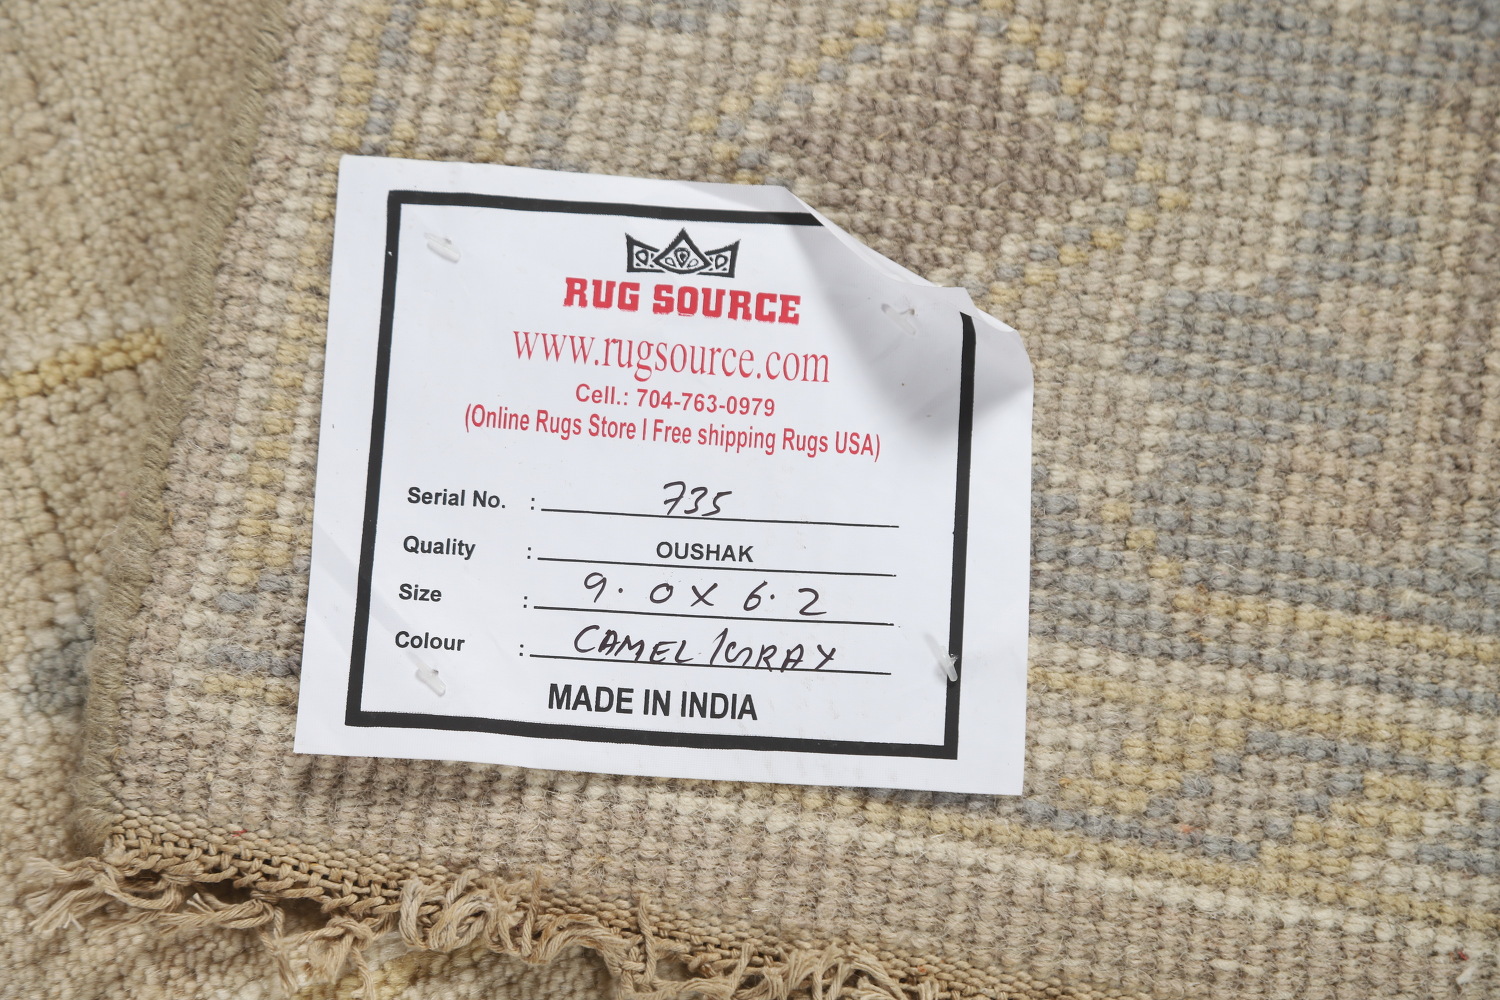 RUG SOURCE
www.rugsource.com
Cell.: 704-763-0979
(Online Rugs Store I Free shipping Rugs USA)
Serial No. : 735
Quality : OUSHAK
Size : 9.0 X 6.2
Colour : CAMEL/GRAY
MADE IN INDIA